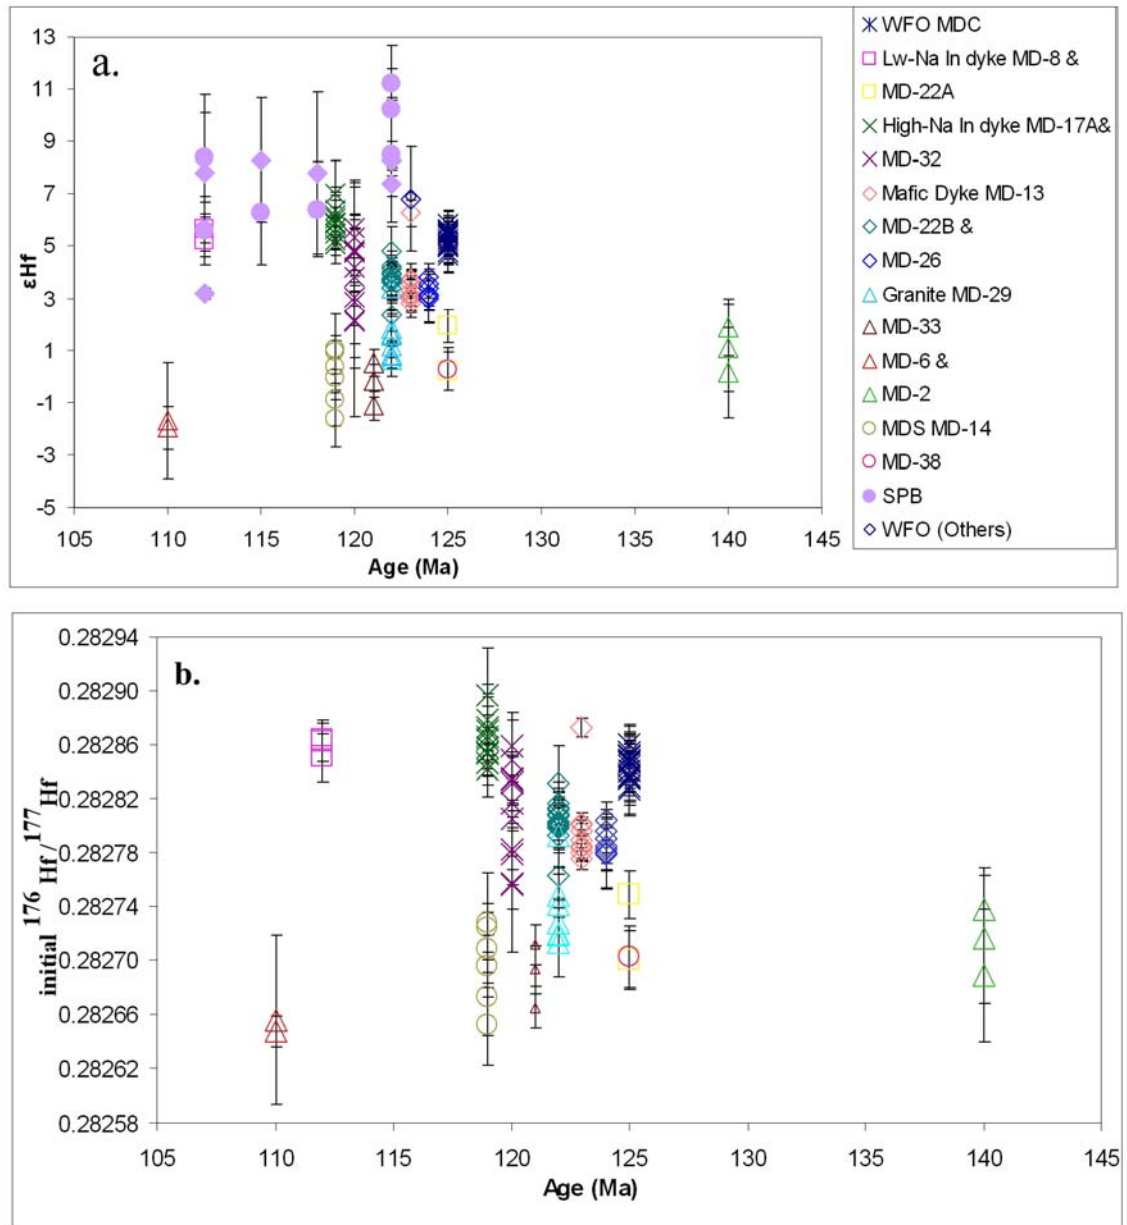 a.
13
11
9
7
5
3
1
-1
-3
-5
εHf
105 110 115 120 125 130 135 140 145
Age (Ma)
WFO MDC
Lw-Na In dyke MD-8 &
MD-22A
High-Na In dyke MD-17A&
MD-32
Mafic Dyke MD-13
MD-22B &
MD-26
Granite MD-29
MD-33
MD-6 &
MD-2
MDS MD-14
MD-38
SPB
WFO (Others)
b.
0.28294
0.28290
0.28286
0.28282
0.28278
0.28274
0.28270
0.28266
0.28262
0.28258
initial 176Hf/177Hf
105 110 115 120 125 130 135 140 145
Age (Ma)